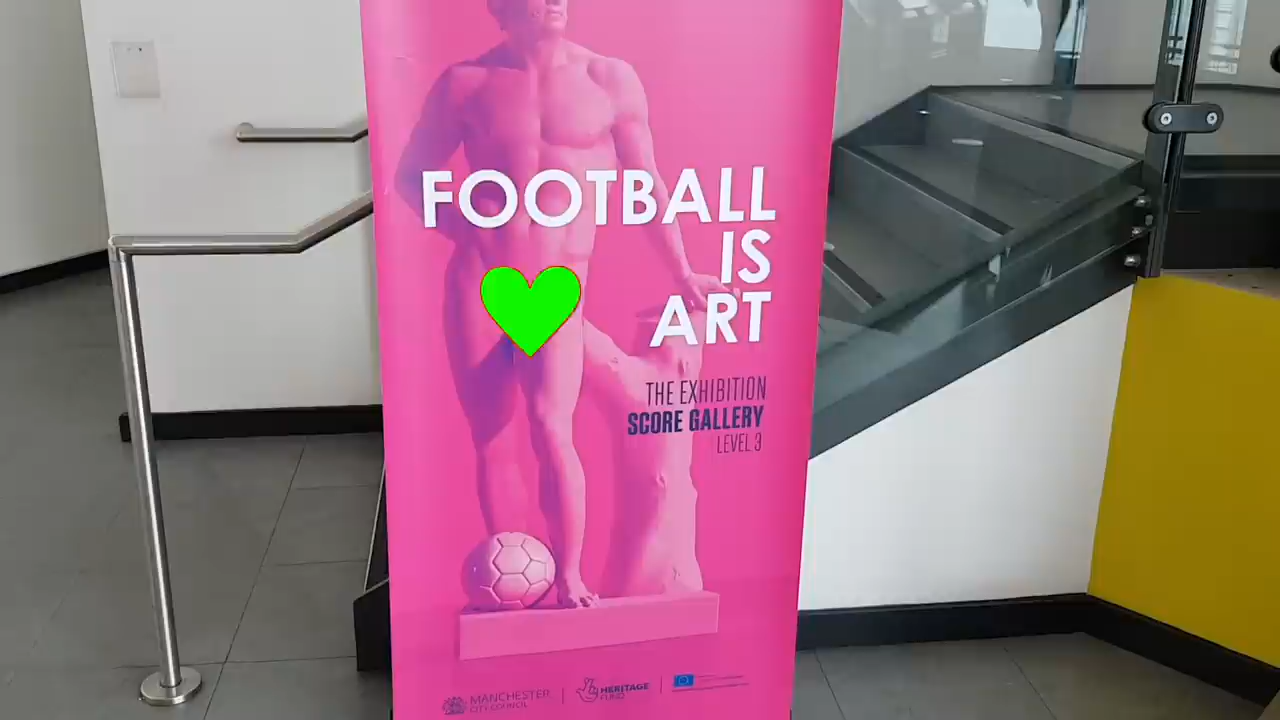 FOOTBALL
IS
ART
THE EXHIBITION
SCORE GALLERY
LEVEL 3
MANCHESTER
CITY COUNCIL
HERITAGE
FUND